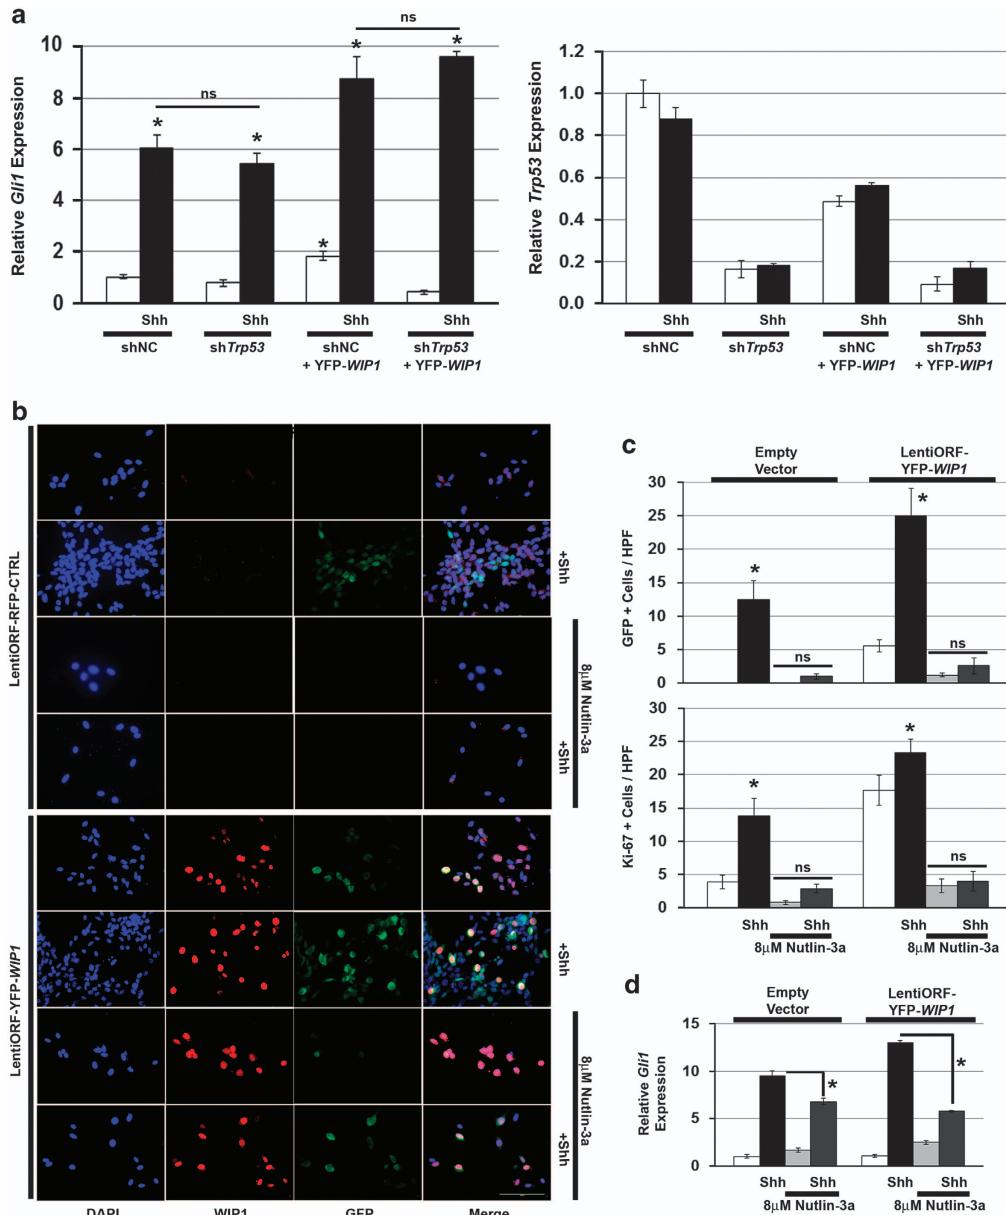 a
ns
ns
*
*
*
*
*
10
8
6
4
2
0
Relative Gli1 Expression
Shh
Shh
Shh
Shh
shNC
shTrp53
shNC
+ YFP-WIP1
shTrp53
+ YFP-WIP1
1.2
1.0
0.8
0.6
0.4
0.2
0.0
Relative Trp53 Expression
Shh
Shh
Shh
Shh
shNC
shTrp53
shNC
+ YFP-WIP1
shTrp53
+ YFP-WIP1
b
LentiORF-RFP-CTRL
+Shh
+Shh
8μM Nutlin-3a
LentiORF-YFP-WIP1
+Shh
+Shh
8μM Nutlin-3a
DAPI
WIP1
GFP
Merge
c
Empty
Vector
LentiORF-
YFP-WIP1
30
25
20
15
10
5
0
GFP + Cells / HPF
*
ns
*
ns
30
25
20
15
10
5
0
Ki-67 + Cells / HPF
*
ns
*
ns
Shh
Shh
Shh
Shh
8μM Nutlin-3a
8μM Nutlin-3a
d
Empty
Vector
LentiORF-
YFP-WIP1
15
10
5
0
Relative Gli1
Expression
*
*
Shh
Shh
Shh
Shh
8μM Nutlin-3a
8μM Nutlin-3a